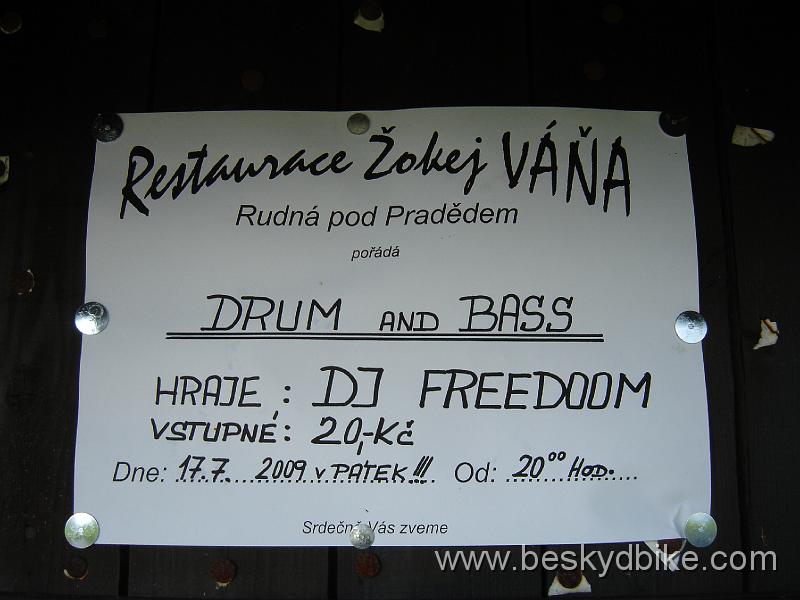 Restaurace Žokej VÁŇA
Rudná pod Pradědem
pořádá
DRUM AND BASS
HRAJE : DJ FREEDOOM
VSTUPNÉ: 20,-Kč
Dne: 17.7. 2009 v PÁTEK !!! Od: 20⁰⁰ HOD.
Srdečně Vás zveme
www.beskydbike.com